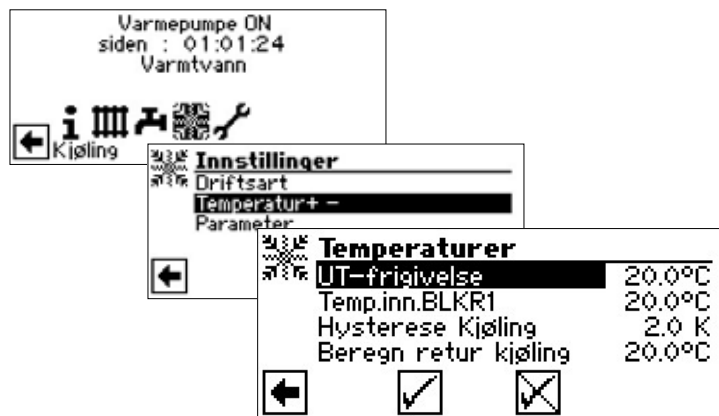 Varmepumpe ON
siden : 01:01:24
Varmtvann
Kjøling
Innstillinger
Driftsart
Temperatur+ -
Parameter
Temperaturer
UT-frigivelse 20.0°C
Temp.inn.BLKR1 20.0°C
Hysterese Kjøling 2.0 K
Beregn retur kjøling 20.0°C